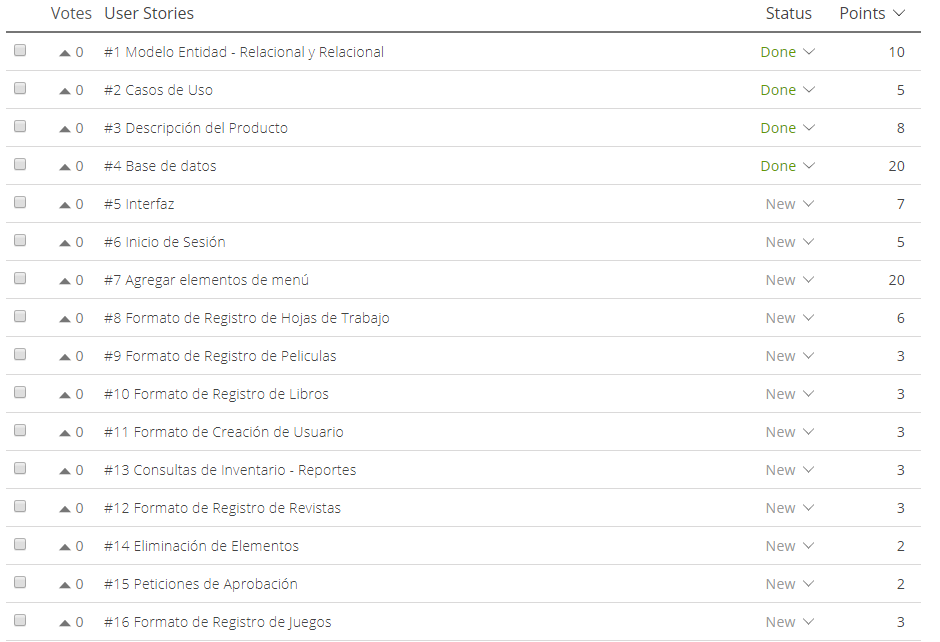 Votes User Stories Status Points
0 #1 Modelo Entidad - Relacional y Relacional Done 10
0 #2 Casos de Uso Done 5
0 #3 Descripción del Producto Done 8
0 #4 Base de datos Done 20
0 #5 Interfaz New 7
0 #6 Inicio de Sesión New 5
0 #7 Agregar elementos de menú New 20
0 #8 Formato de Registro de Hojas de Trabajo New 6
0 #9 Formato de Registro de Peliculas New 3
0 #10 Formato de Registro de Libros New 3
0 #11 Formato de Creación de Usuario New 3
0 #13 Consultas de Inventario - Reportes New 3
0 #12 Formato de Registro de Revistas New 3
0 #14 Eliminación de Elementos New 2
0 #15 Peticiones de Aprobación New 2
0 #16 Formato de Registro de Juegos New 3